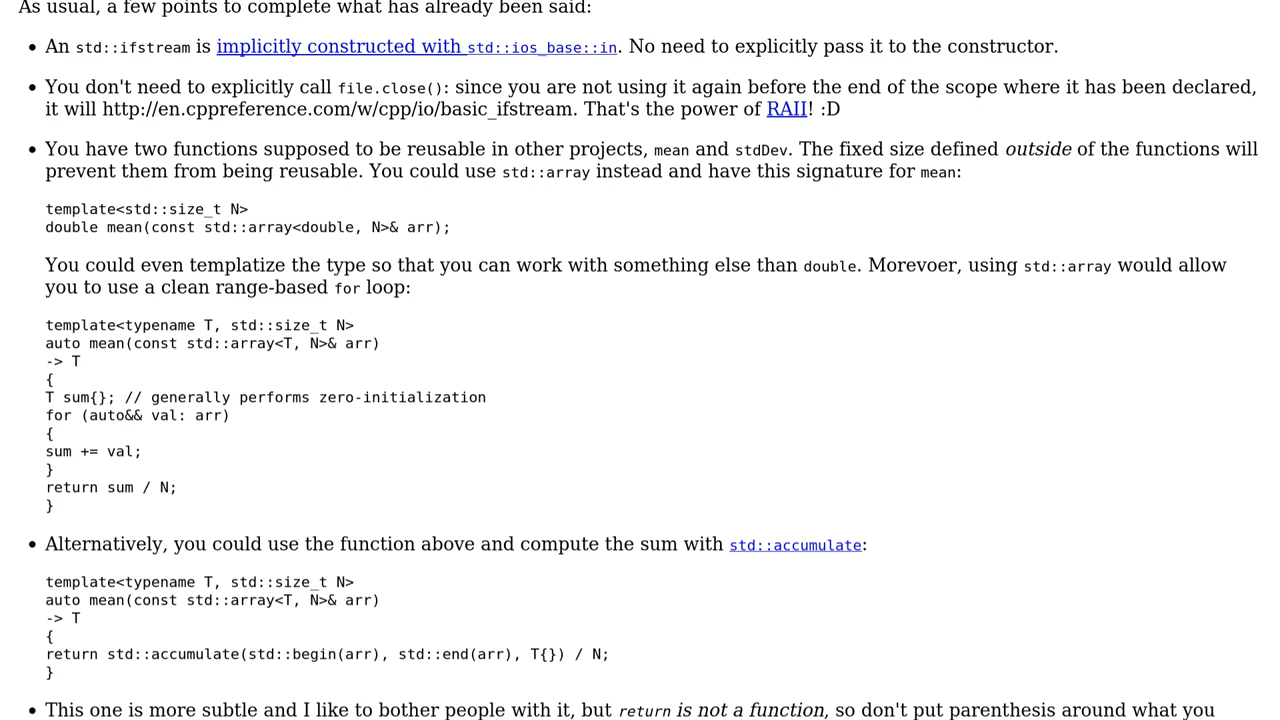 As usual, a few points to complete what has already been said:
• An std::ifstream is implicitly constructed with std::ios_base::in. No need to explicitly pass it to the constructor.
• You don't need to explicitly call file.close(): since you are not using it again before the end of the scope where it has been declared,
it will http://en.cppreference.com/w/cpp/io/basic_ifstream. That's the power of RAII! :D
• You have two functions supposed to be reusable in other projects, mean and stdDev. The fixed size defined outside of the functions will
prevent them from being reusable. You could use std::array instead and have this signature for mean:
template<std::size_t N>
double mean(const std::array<double, N>& arr);
You could even templatize the type so that you can work with something else than double. Morevoer, using std::array would allow
you to use a clean range-based for loop:
template<typename T, std::size_t N>
auto mean(const std::array<T, N>& arr)
-> T
{
T sum{}; // generally performs zero-initialization
for (auto&& val: arr)
{
sum += val;
}
return sum / N;
}
• Alternatively, you could use the function above and compute the sum with std::accumulate:
template<typename T, std::size_t N>
auto mean(const std::array<T, N>& arr)
-> T
{
return std::accumulate(std::begin(arr), std::end(arr), T{}) / N;
}
• This one is more subtle and I like to bother people with it, but return is not a function, so don't put parenthesis around what you